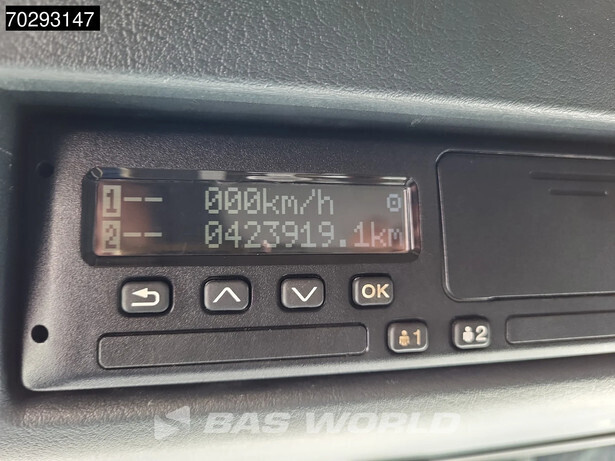 70293147
1-- 000km/h
2-- 0423919.1km
OK
1 2
BAS WORLD